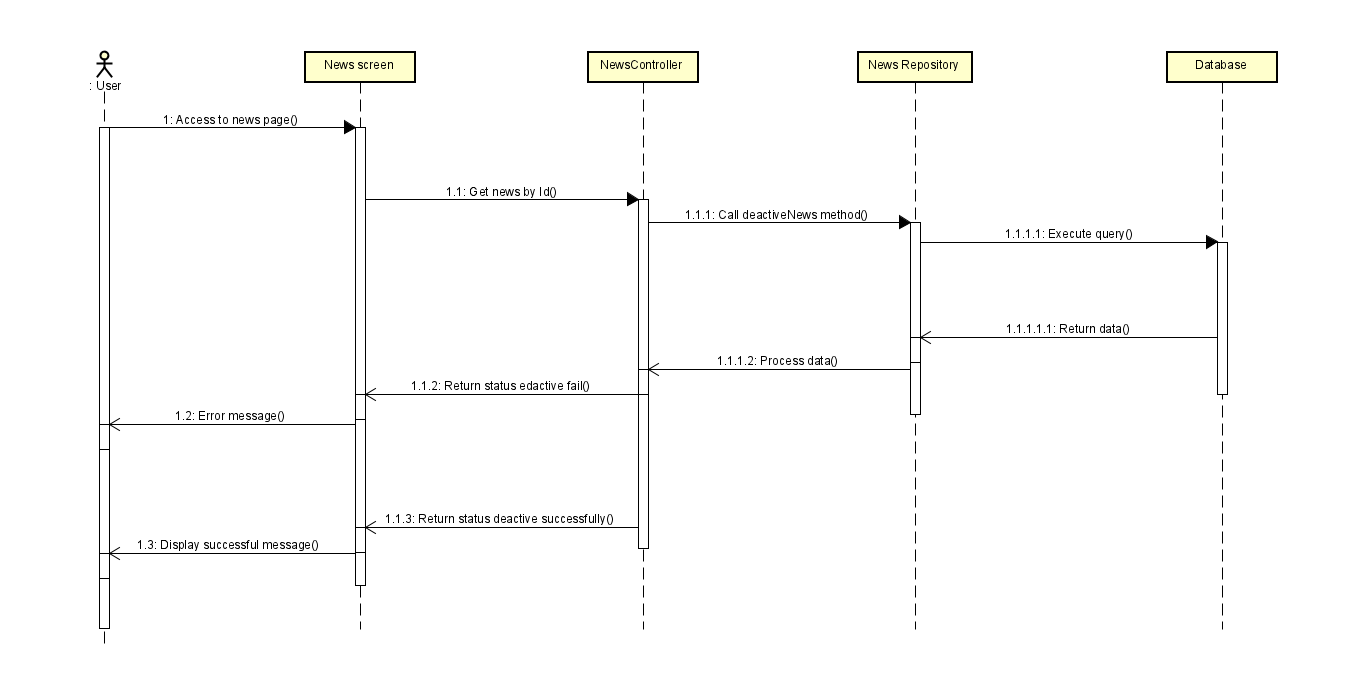 News screen
NewsController
News Repository
Database
: User
1: Access to news page()
1.1: Get news by Id()
1.1.1: Call deactiveNews method()
1.1.1.1: Execute query()
1.1.1.1.1: Return data()
1.1.1.2: Process data()
1.1.2: Return status edactive fail()
1.2: Error message()
1.1.3: Return status deactive successfully()
1.3: Display successful message()